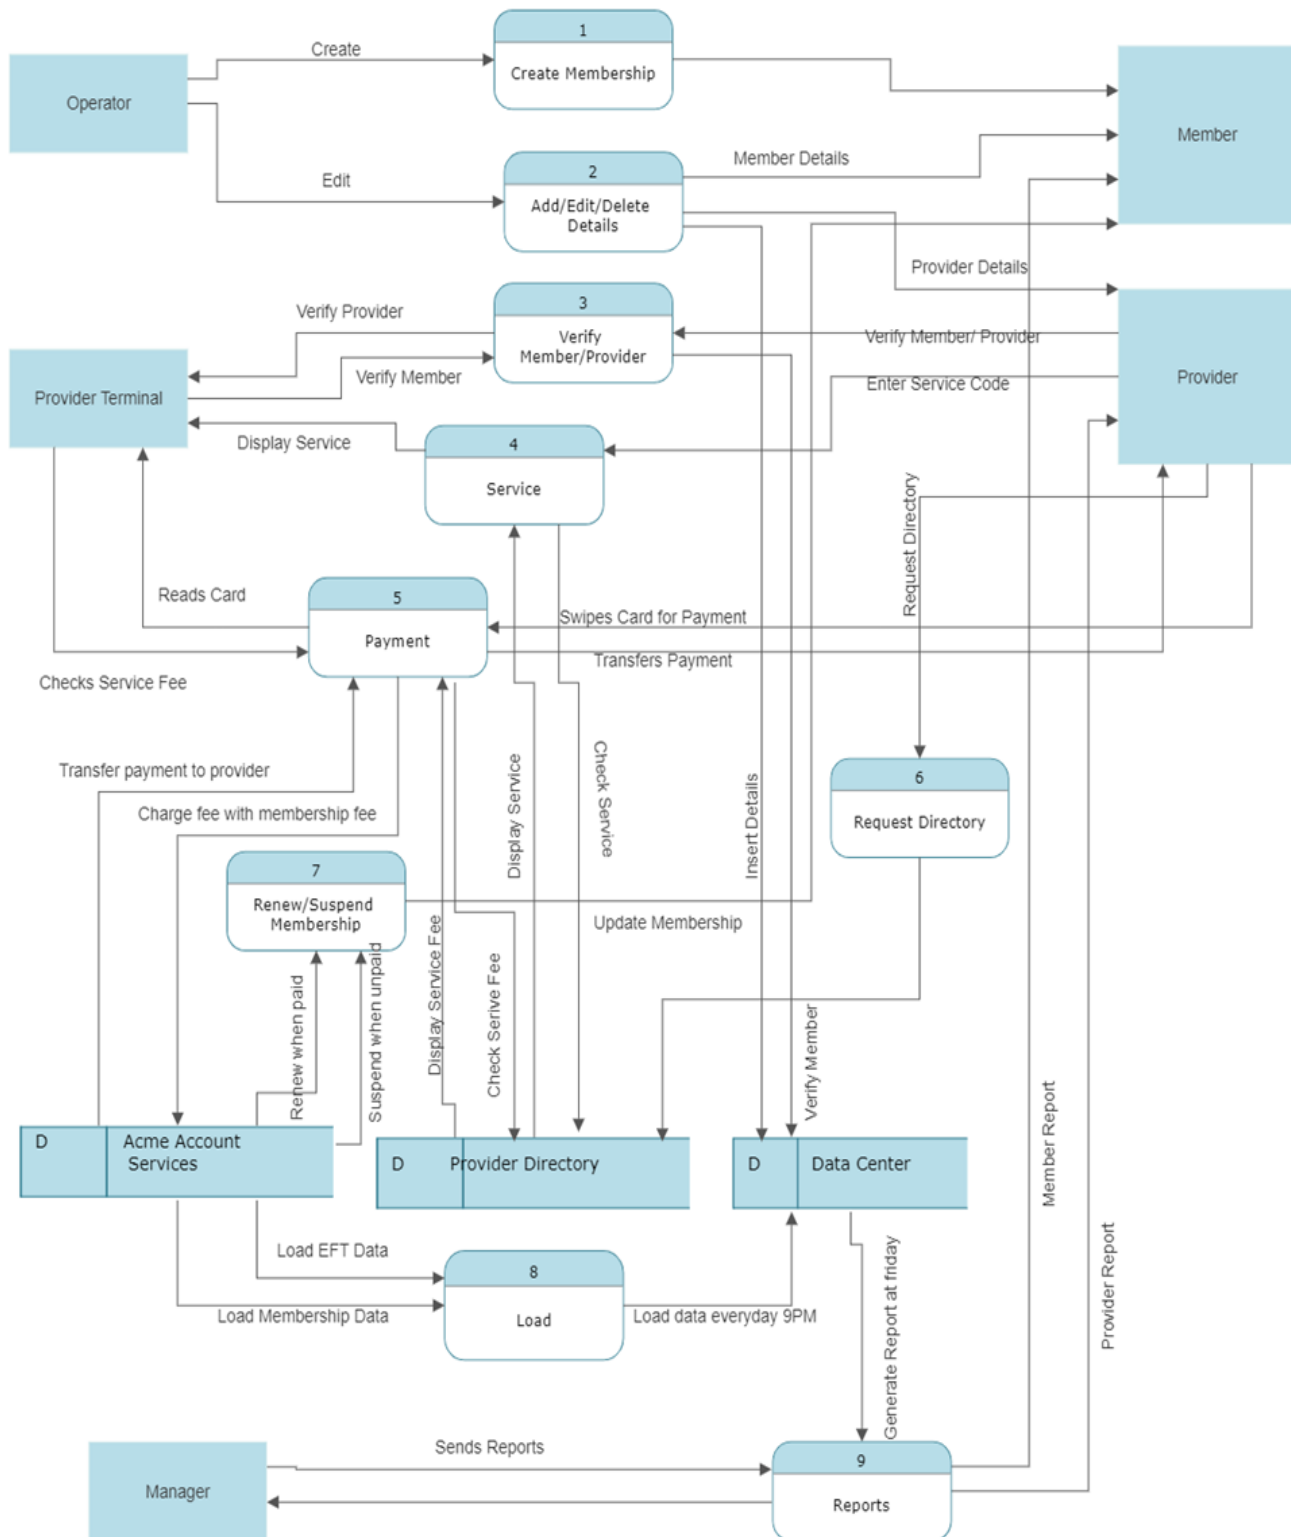 1
Create
Create Membership
Operator
Member
2
Member Details
Edit
Add/Edit/Delete
Details
Provider Details
3
Verify Provider
Verify
Member/Provider
Verify Member/ Provider
Verify Member
Enter Service Code
Provider Terminal
Provider
4
Display Service
Service
Request Directory
5
Reads Card
Payment
Swipes Card for Payment
Transfers Payment
Checks Service Fee
Transfer payment to provider
Charge fee with membership fee
Display Service
Check Service
Insert Details
6
Request Directory
7
Renew/Suspend
Membership
Update Membership
Renew when paid
Suspend when unpaid
Display Service Fee
Check Serive Fee
Verify Member
Member Report
Provider Report
D
Acme Account
Services
D
Provider Directory
D
Data Center
Load EFT Data
8
Load
Load Membership Data
Load data everyday 9PM
Generate Report at friday
Sends Reports
9
Manager
Reports